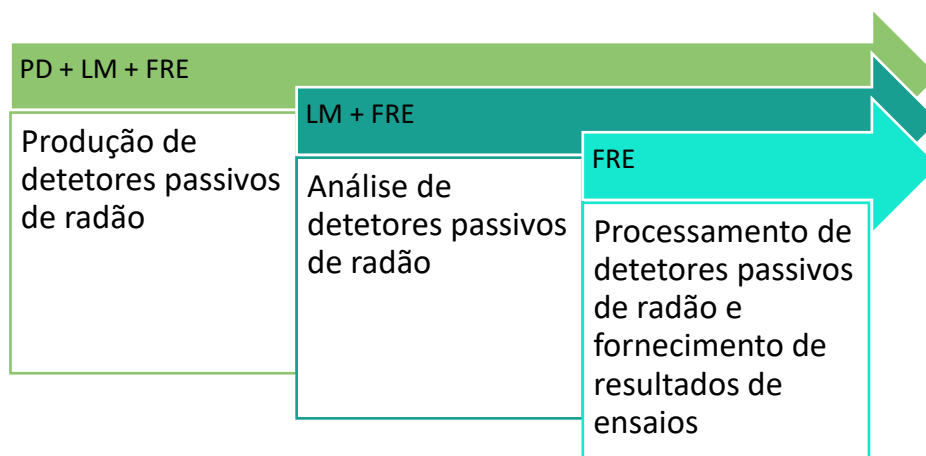 PD + LM + FRE
Produção de
detetores passivos
de radão
LM + FRE
Análise de
detetores passivos
de radão
FRE
Processamento de
detetores passivos
de radão e
fornecimento de
resultados de
ensaios